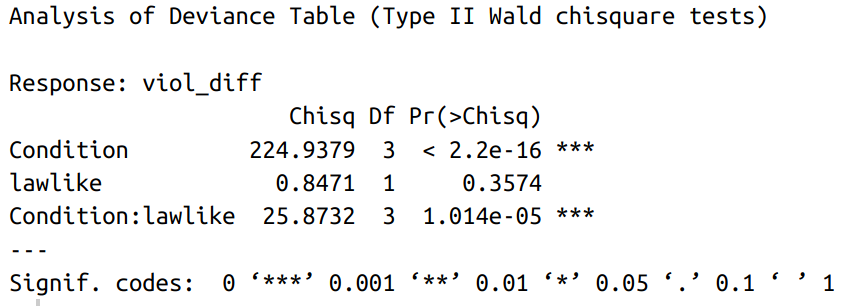 Analysis of Deviance Table (Type II Wald chisquare tests)

Response: viol_diff
                    Chisq Df Pr(>Chisq)
Condition        224.9379  3  < 2.2e-16 ***
lawlike            0.8471  1     0.3574
Condition:lawlike  25.8732  3  1.014e-05 ***
---
Signif. codes:  0 ‘***’ 0.001 ‘**’ 0.01 ‘*’ 0.05 ‘.’ 0.1 ‘ ’ 1